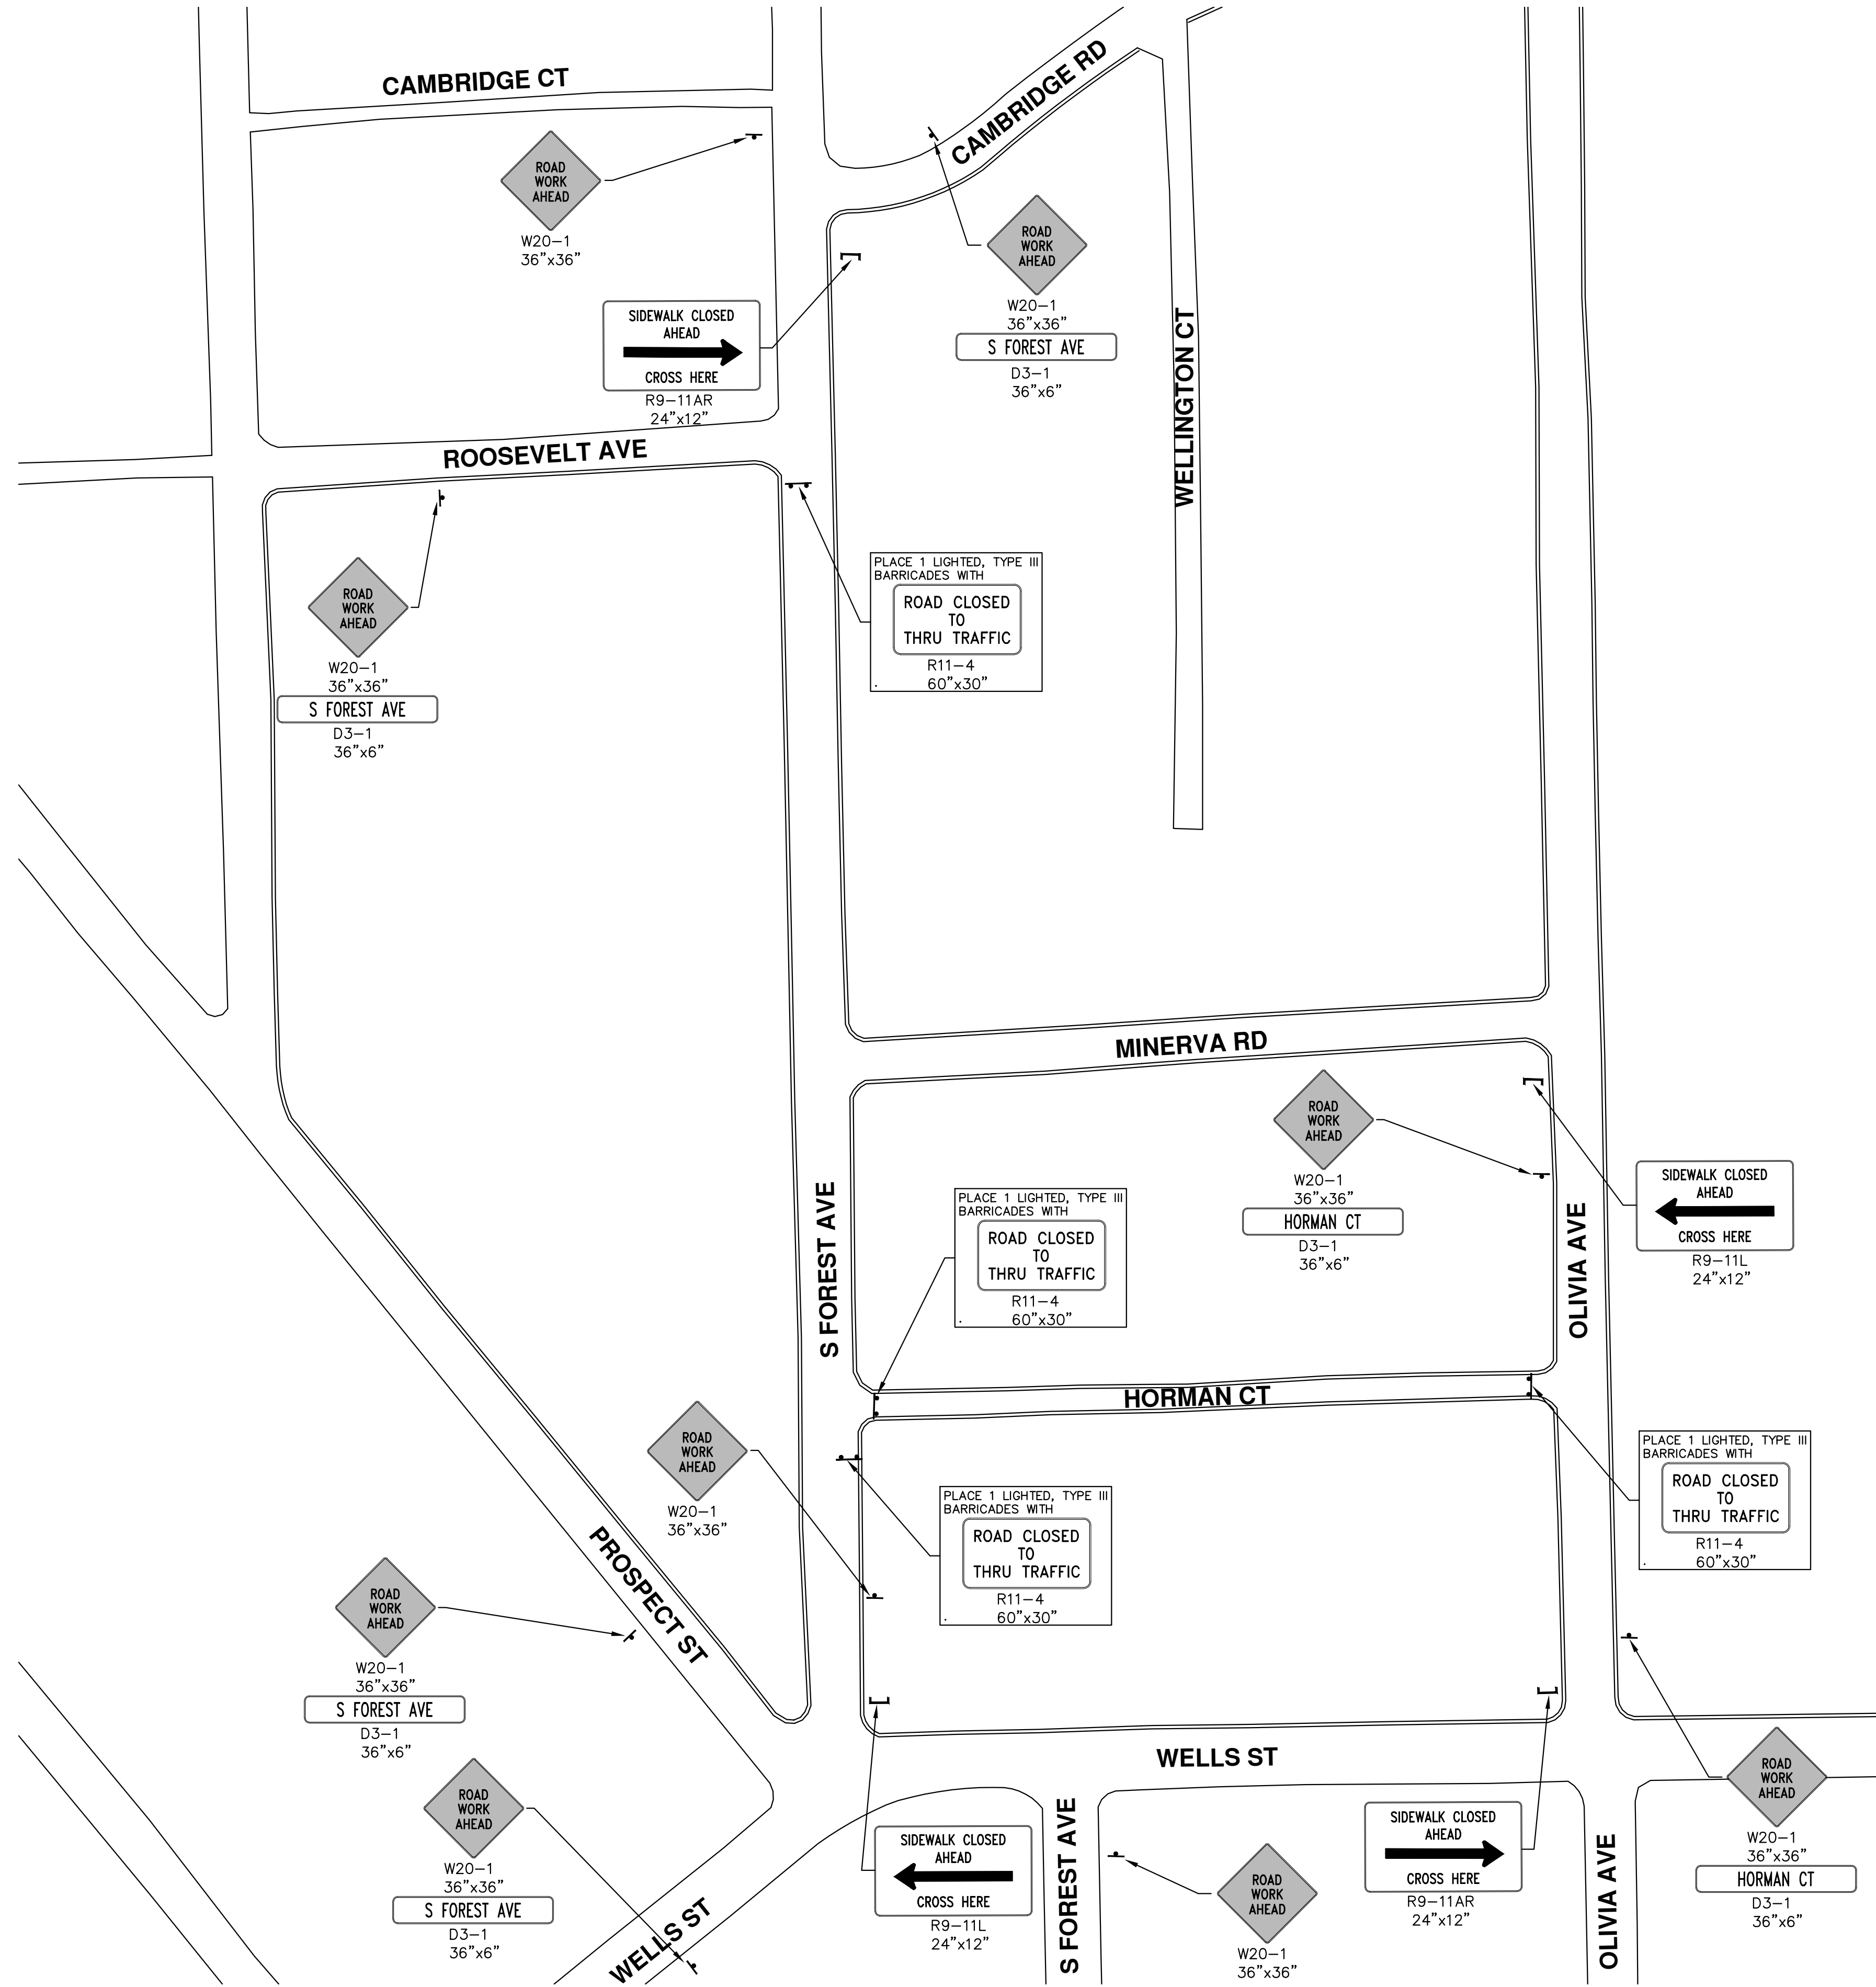 CAMBRIDGE CT
CAMBRIDGE RD
ROAD
WORK
AHEAD
W20-1
36"x36"
ROAD
WORK
AHEAD
W20-1
36"x36"
S FOREST AVE
D3-1
36"x6"
SIDEWALK CLOSED
AHEAD
CROSS HERE
R9-11AR
24"x12"
WELLINGTON CT
ROOSEVELT AVE
ROAD
WORK
AHEAD
W20-1
36"x36"
S FOREST AVE
D3-1
36"x6"
PLACE 1 LIGHTED, TYPE III
BARRICADES WITH
ROAD CLOSED
TO
THRU TRAFFIC
R11-4
60"x30"
MINERVA RD
ROAD
WORK
AHEAD
W20-1
36"x36"
HORMAN CT
D3-1
36"x6"
SIDEWALK CLOSED
AHEAD
CROSS HERE
R9-11L
24"x12"
S FOREST AVE
PLACE 1 LIGHTED, TYPE III
BARRICADES WITH
ROAD CLOSED
TO
THRU TRAFFIC
R11-4
60"x30"
OLIVIA AVE
HORMAN CT
ROAD
WORK
AHEAD
W20-1
36"x36"
PLACE 1 LIGHTED, TYPE III
BARRICADES WITH
ROAD CLOSED
TO
THRU TRAFFIC
R11-4
60"x30"
PLACE 1 LIGHTED, TYPE III
BARRICADES WITH
ROAD CLOSED
TO
THRU TRAFFIC
R11-4
60"x30"
PROSPECT ST
ROAD
WORK
AHEAD
W20-1
36"x36"
S FOREST AVE
D3-1
36"x6"
WELLS ST
ROAD
WORK
AHEAD
W20-1
36"x36"
S FOREST AVE
D3-1
36"x6"
WELLS ST
SIDEWALK CLOSED
AHEAD
CROSS HERE
R9-11L
24"x12"
S FOREST AVE
ROAD
WORK
AHEAD
W20-1
36"x36"
SIDEWALK CLOSED
AHEAD
CROSS HERE
R9-11AR
24"x12"
OLIVIA AVE
ROAD
WORK
AHEAD
W20-1
36"x36"
HORMAN CT
D3-1
36"x6"